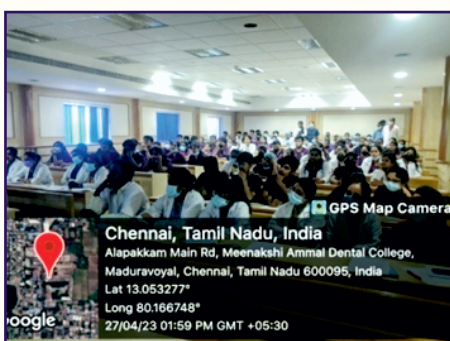 GPS Map Camera
Chennai, Tamil Nadu, India
Alapakkam Main Rd, Meenakshi Ammal Dental College,
Maduravoyal, Chennai, Tamil Nadu 600095, India
Lat 13.053277°
Long 80.166748°
27/04/23 01:59 PM GMT +05:30
oogle